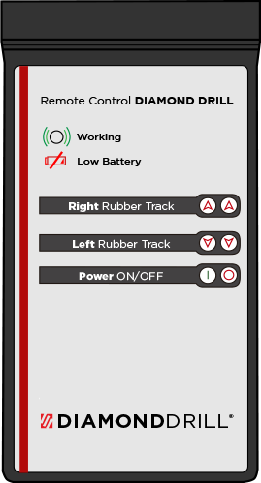 Remote Control DIAMOND DRILL
Working
Low Battery
Right Rubber Track
Left Rubber Track
Power ON/OFF
DIAMONDDRILL®